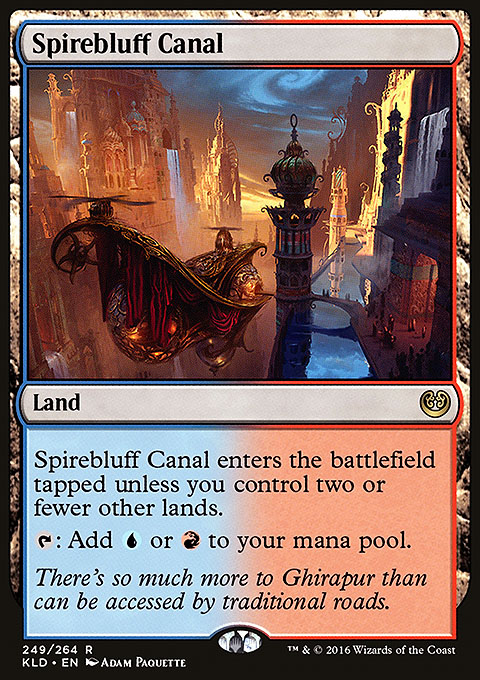 Spirebluff Canal
Land
Spirebluff Canal enters the battlefield
tapped unless you control two or
fewer other lands.
: Add or to your mana pool.
There's so much more to Ghirapur than
can be accessed by traditional roads.
249/264 R
KLD • EN Adam Paquette
™ & © 2016 Wizards of the Coast